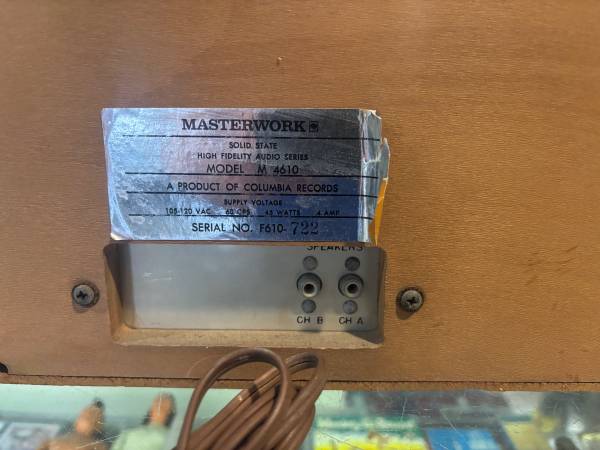 MASTERWORK
SOLID STATE
HIGH FIDELITY AUDIO SERIES
MODEL M 4610
A PRODUCT OF COLUMBIA RECORDS
SUPPLY VOLTAGE
105-120 VAC 60 CPS. 45 WATTS .4 AMP
SERIAL NO. F610-722
SPEAKERS
CH B CH A